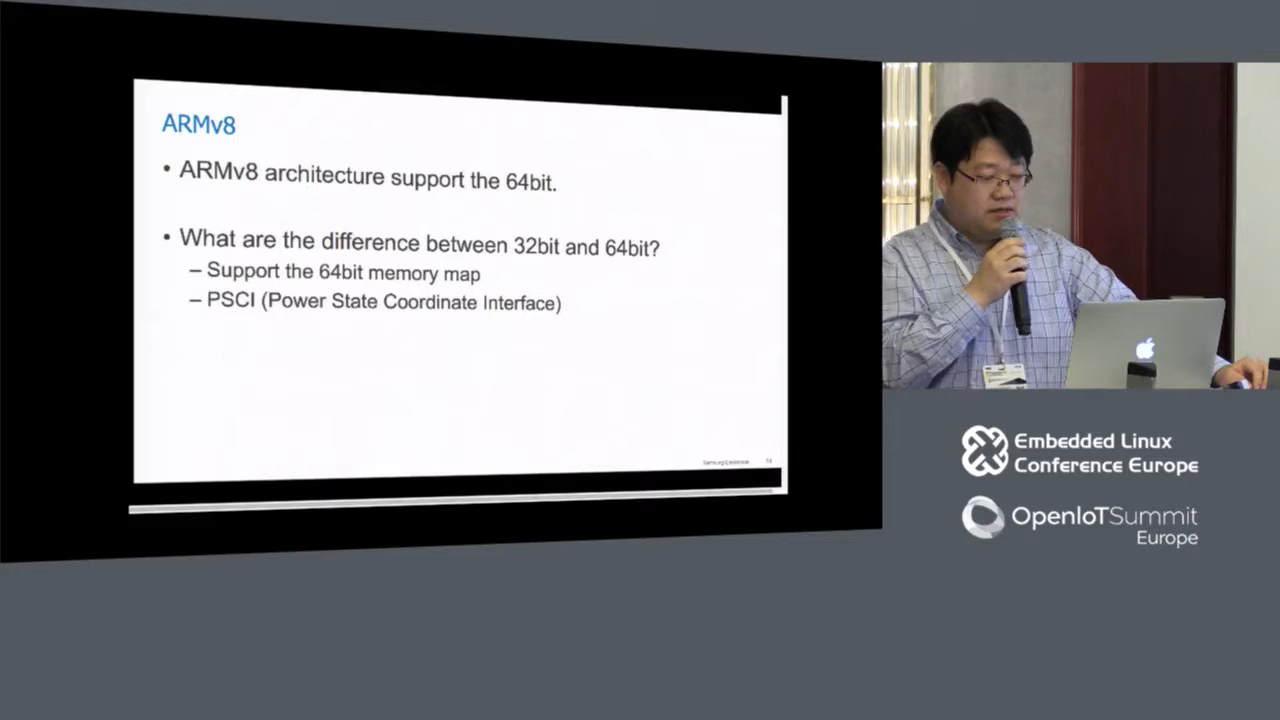 ARMv8
• ARMv8 architecture support the 64bit.
• What are the difference between 32bit and 64bit?
– Support the 64bit memory map
– PSCI (Power State Coordinate Interface)
14
Embedded Linux
Conference Europe
OpenIoTSummit
Europe